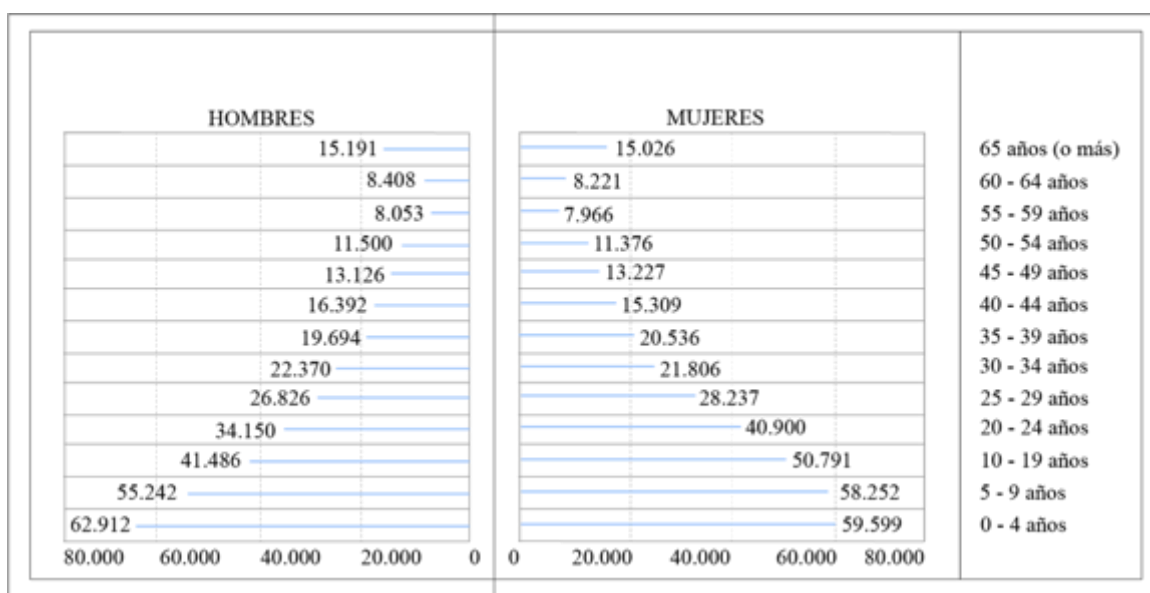 HOMBRES MUJERES
15.191 15.026 65 años (o más)
8.408 8.221 60 - 64 años
8.053 7.966 55 - 59 años
11.500 11.376 50 - 54 años
13.126 13.227 45 - 49 años
16.392 15.309 40 - 44 años
19.694 20.536 35 - 39 años
22.370 21.806 30 - 34 años
26.826 28.237 25 - 29 años
34.150 40.900 20 - 24 años
41.486 50.791 10 - 19 años
55.242 58.252 5 - 9 años
62.912 59.599 0 - 4 años
80.000 60.000 40.000 20.000 0 0 20.000 40.000 60.000 80.000